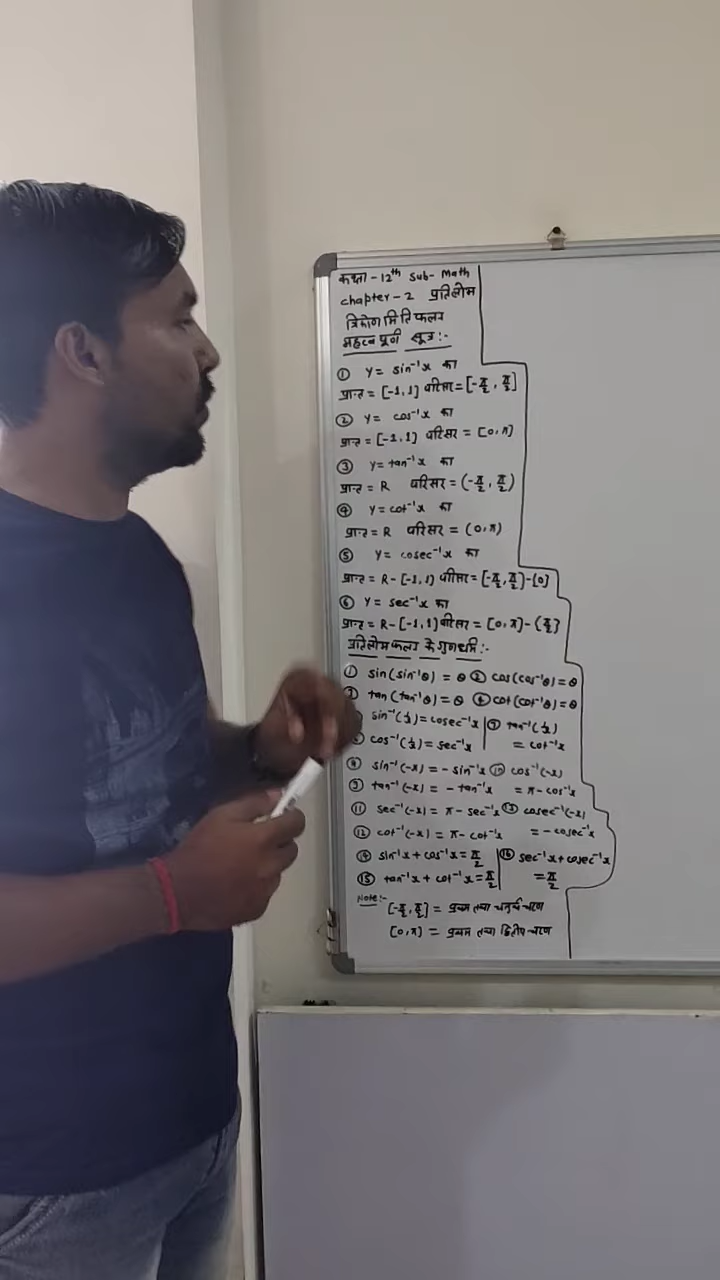 कक्षा - 12th Sub- Math
chapter - 2 प्रतिलोम
त्रिकोण मिति फलन
महत्व पूर्ण सूत्र :-
① y = sin⁻¹x का
प्रान्त = [-1,1] परिसर = [-π/2, π/2]
② y = cos⁻¹x का
प्रान्त = [-1,1] परिसर = [0,π]
③ y = tan⁻¹x का
प्रान्त = R परिसर = (-π/2, π/2)
④ y = cot⁻¹x का
प्रान्त = R परिसर = (0,π)
⑤ y = cosec⁻¹x का
प्रान्त = R - [-1,1) परिसर = [-π/2, π/2] - {0}
⑥ y = sec⁻¹x का
प्रान्त = R - [-1,1] परिसर = [0,π] - {π/2}
प्रतिलोम फलन के गुणधर्म :-
① sin(sin⁻¹θ) = θ ② cos(cos⁻¹θ) = θ
③ tan(tan⁻¹θ) = θ ④ cot(cot⁻¹θ) = θ
sin⁻¹(1/x) = cosec⁻¹x | ⑦ tan⁻¹(1/x)
cos⁻¹(1/x) = sec⁻¹x | = cot⁻¹x
sin⁻¹(-x) = - sin⁻¹x ⑩ cos⁻¹(-x)
⑨ tan⁻¹(-x) = - tan⁻¹x = π - cos⁻¹x
⑪ sec⁻¹(-x) = π - sec⁻¹x ⑬ cosec⁻¹(-x)
⑫ cot⁻¹(-x) = π - cot⁻¹x = - cosec⁻¹x
⑭ sin⁻¹x + cos⁻¹x = π/2 | ⑯ sec⁻¹x + cosec⁻¹x
⑮ tan⁻¹x + cot⁻¹x = π/2 | = π/2
Note:-
[-π/2, π/2] = प्रथम तथा चतुर्थ चरण
[0,π] = प्रथम तथा द्वितीय चरण